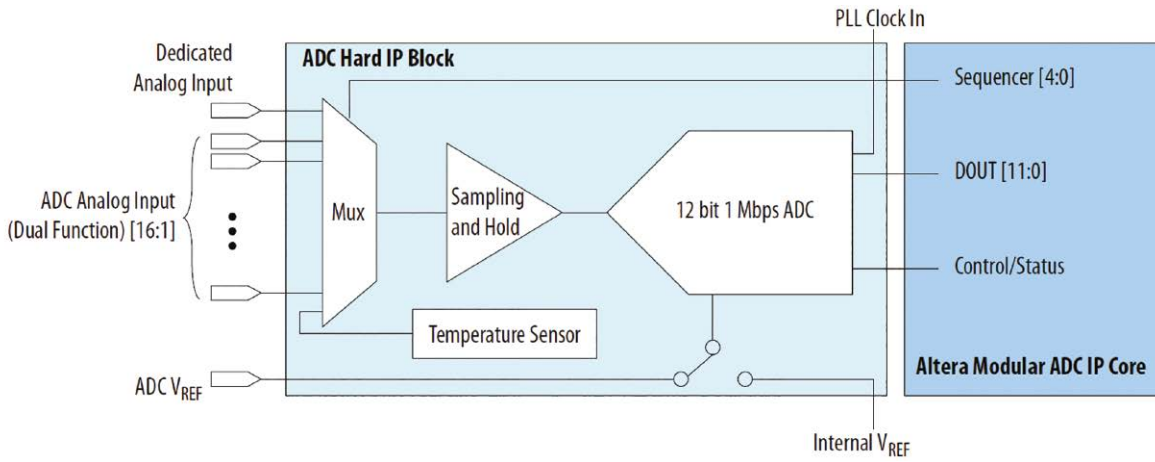 PLL Clock In
Dedicated
Analog Input
ADC Hard IP Block
Sequencer [4:0]
ADC Analog Input
(Dual Function) [16:1]
Mux
Sampling
and Hold
12 bit 1 Mbps ADC
DOUT [11:0]
Control/Status
Temperature Sensor
ADC VREF
Altera Modular ADC IP Core
Internal VREF